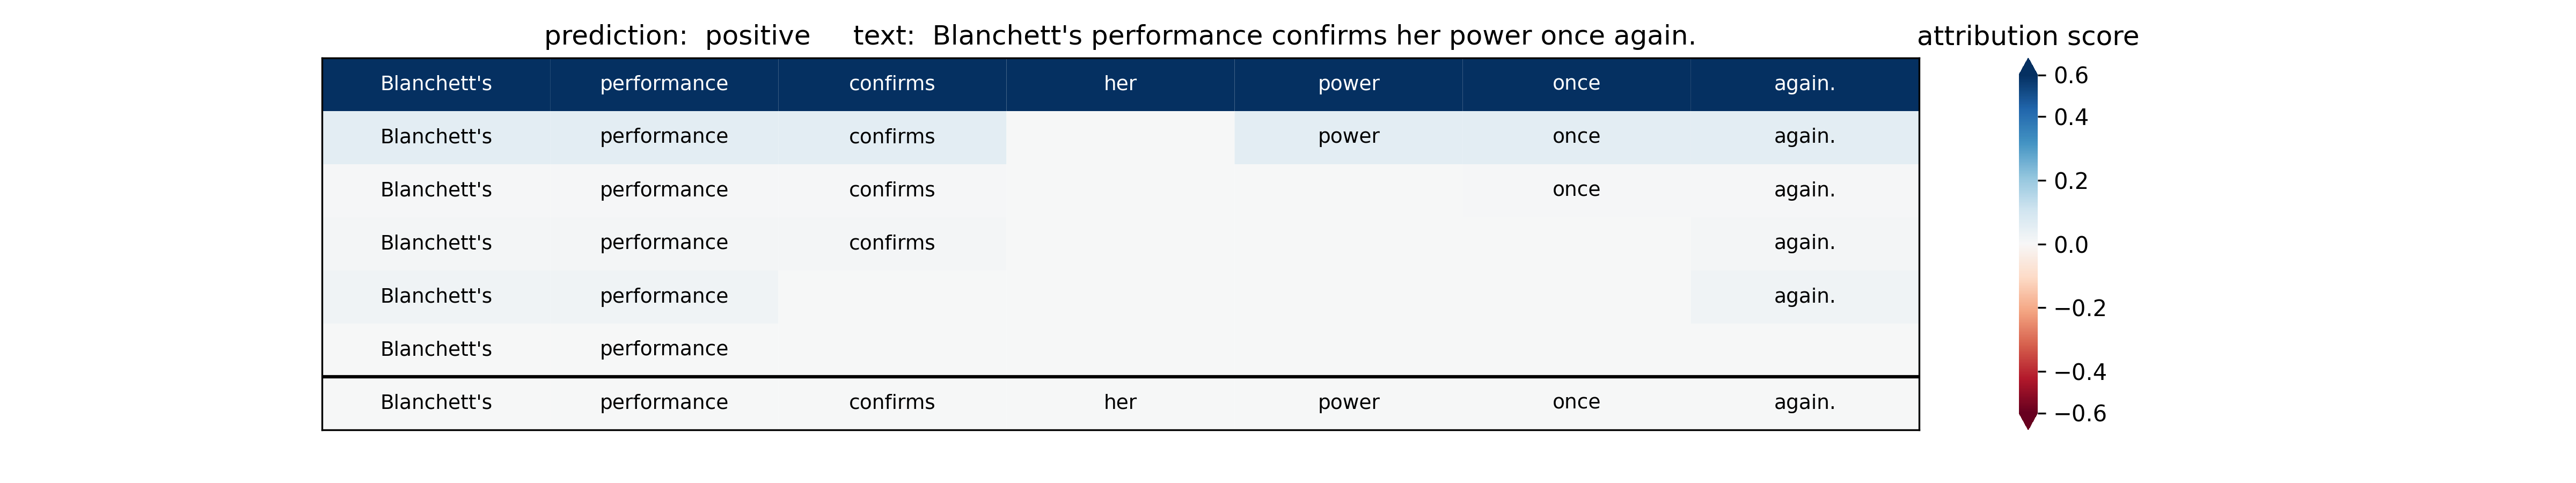 prediction:  positive     text:  Blanchett's performance confirms her power once again.
attribution score
Blanchett's performance confirms her power once again.
Blanchett's performance confirms power once again.
Blanchett's performance confirms once again.
Blanchett's performance confirms again.
Blanchett's performance again.
Blanchett's performance
Blanchett's performance confirms her power once again.
0.6
0.4
0.2
0.0
−0.2
−0.4
−0.6